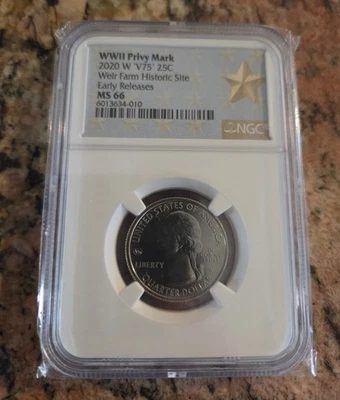 WWII Privy Mark
2020 W 'V75' 25C
Weir Farm Historic Site
Early Releases
MS 66
6013634-010
NGC
UNITED STATES OF AMERICA
LIBERTY
QUARTER DOLLAR